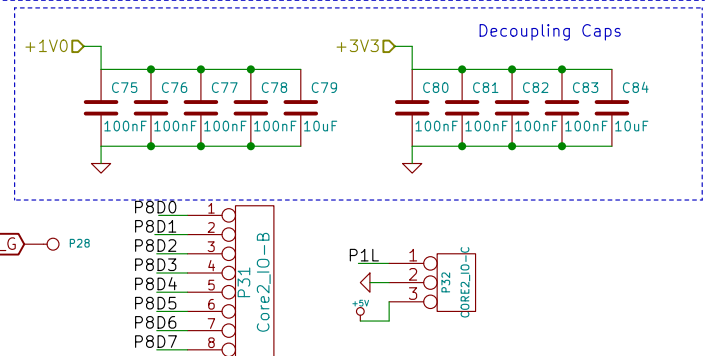 Decoupling Caps
+1V0
+3V3
C75 C76 C77 C78 C79
100nF 100nF 100nF 100nF 10uF
C80 C81 C82 C83 C84
100nF 100nF 100nF 100nF 10uF
_G
P28
P8D0 1
P8D1 2
P8D2 3
P8D3 4
P8D4 5
P8D5 6
P8D6 7
P8D7 8
P31
Core2_IO-B
P1L 1
2
3
+5V
P32
CORE2_IO-C